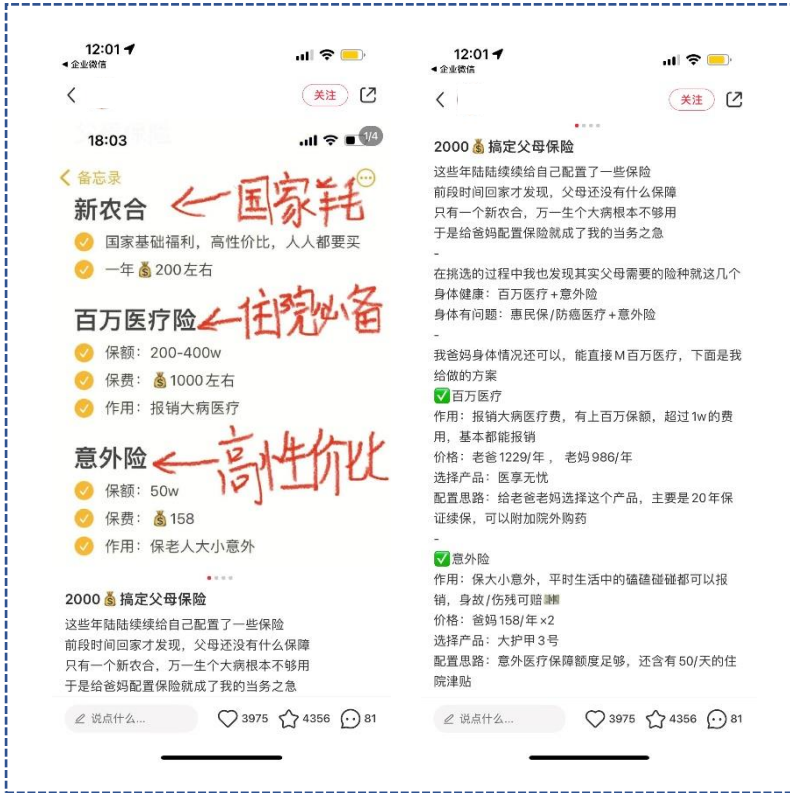 12:01
企业微信
关注
18:03
1/4
备忘录
新农合
国家羊毛
国家基础福利，高性价比，人人都要买
一年💰200左右
百万医疗险
住院必备
保额：200-400w
保费：💰1000左右
作用：报销大病医疗
意外险
高性价比
保额：50w
保费：💰158
作用：保老人大小意外
2000💰搞定父母保险
这些年陆陆续续给自己配置了一些保险
前段时间回家才发现，父母还没有什么保障
只有一个新农合，万一生个大病根本不够用
于是给爸妈配置保险就成了我的当务之急
说点什么...
3975
4356
81
12:01
企业微信
关注
2000💰搞定父母保险
这些年陆陆续续给自己配置了一些保险
前段时间回家才发现，父母还没有什么保障
只有一个新农合，万一生个大病根本不够用
于是给爸妈配置保险就成了我的当务之急
-
在挑选的过程中我也发现其实父母需要的险种就这几个
身体健康：百万医疗+意外险
身体有问题：惠民保/防癌医疗+意外险
-
我爸妈身体情况还可以，能直接M百万医疗，下面是我
给做的方案
✅百万医疗
作用：报销大病医疗费，有上百万保额，超过1w的费
用，基本都能报销
价格：老爸1229/年 ，老妈986/年
选择产品：医享无忧
配置思路：给老爸老妈选择这个产品，主要是20年保
证续保，可以附加院外购药
-
✅意外险
作用：保大小意外，平时生活中的磕磕碰碰都可以报
销，身故/伤残可赔
价格：爸妈158/年×2
选择产品：大护甲3号
配置思路：意外医疗保障额度足够，还含有50/天的住
院津贴
说点什么...
3975
4356
81